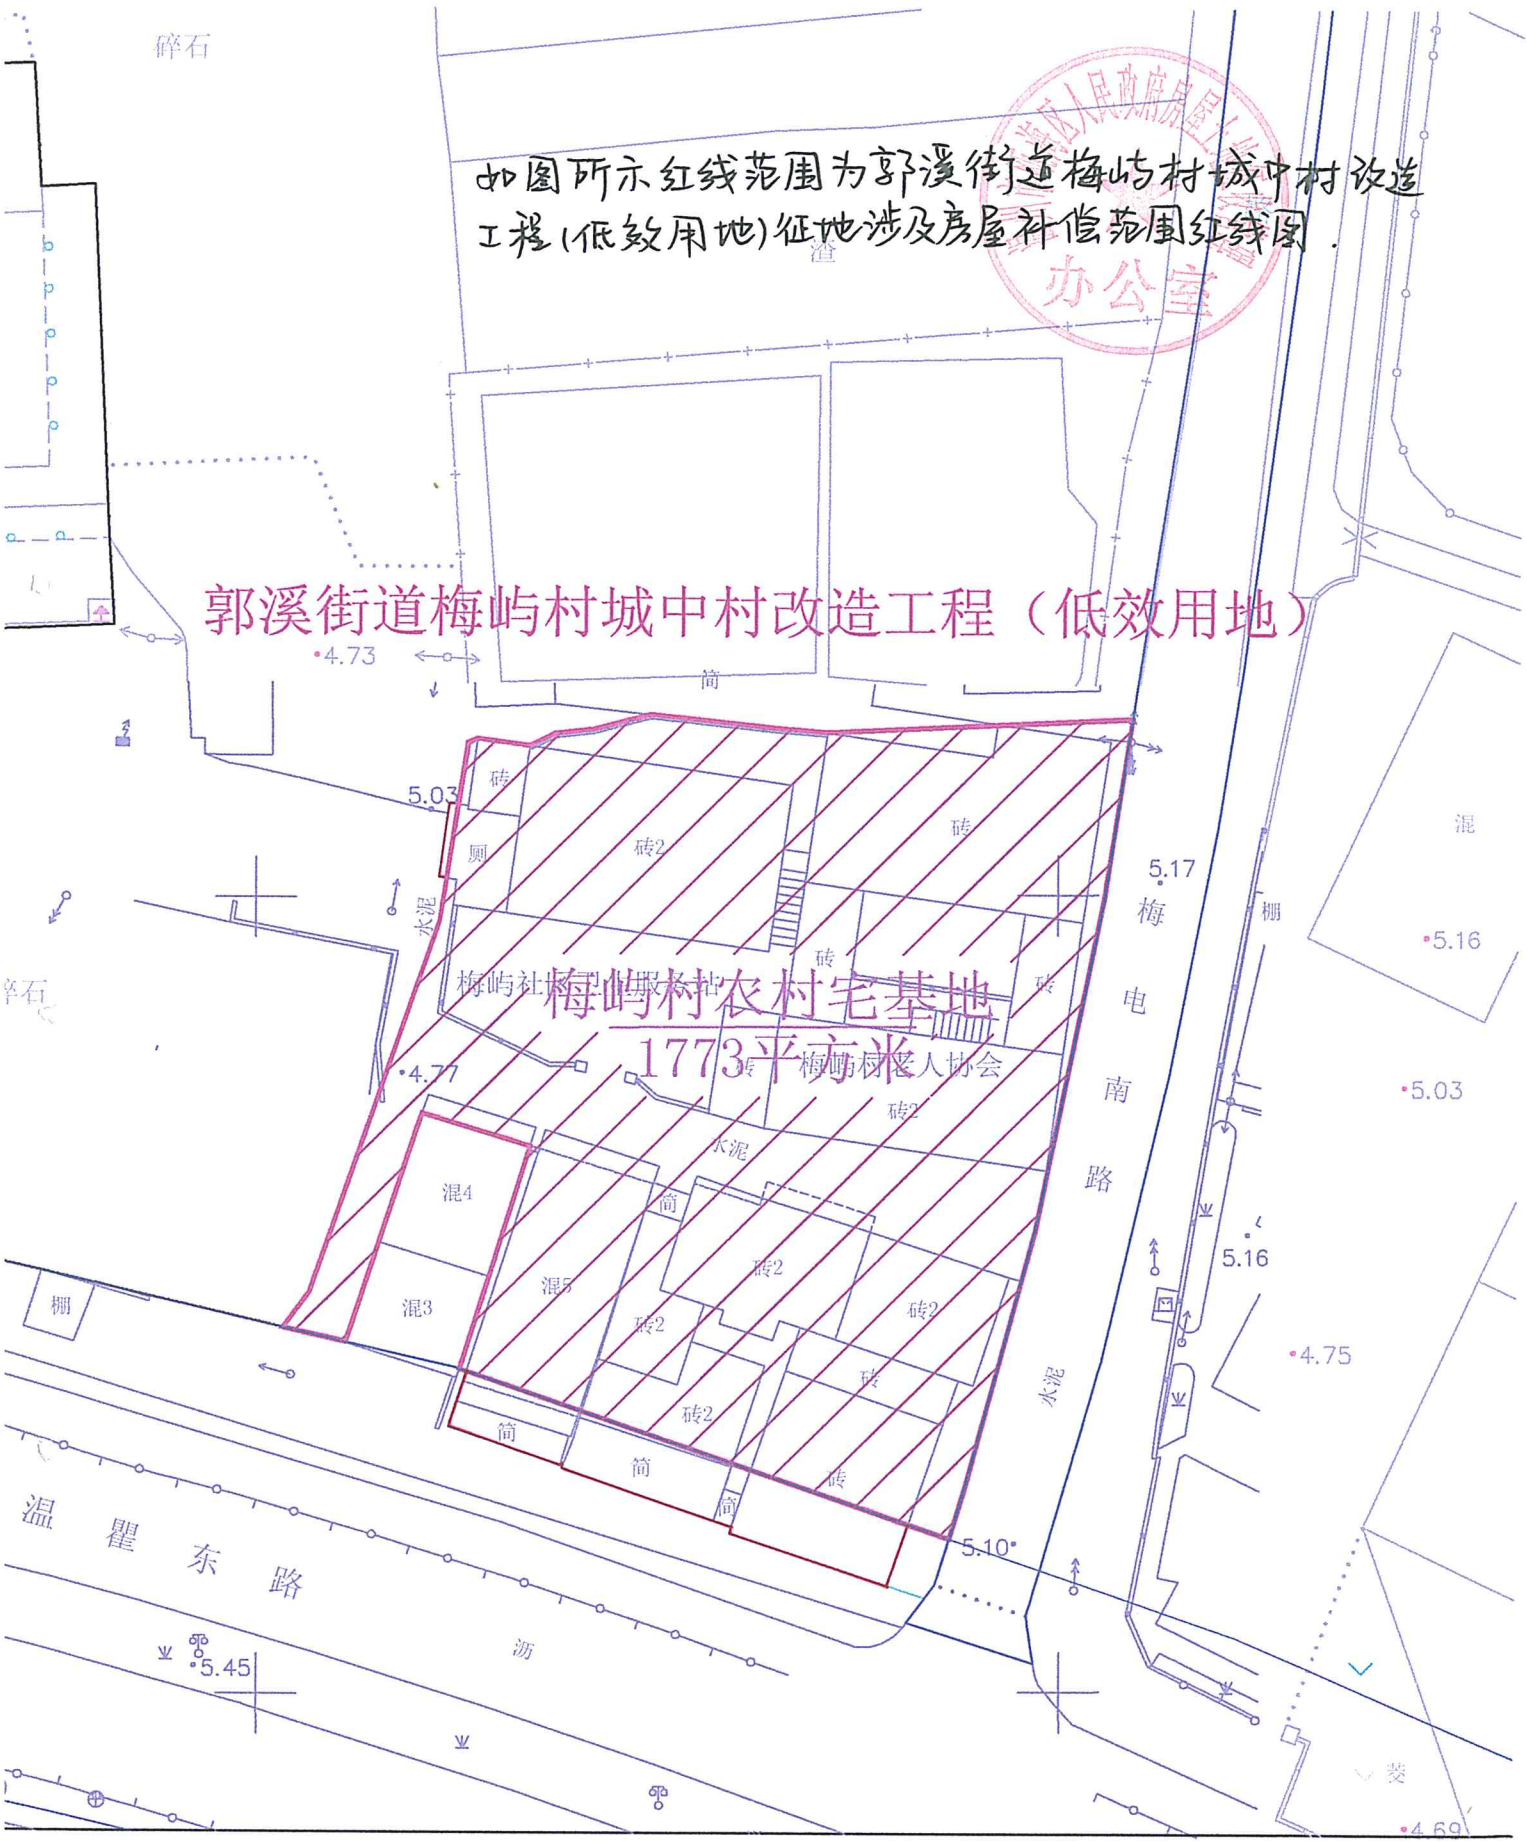 碎石
如图所示红线范围为郭溪街道梅屿村城中村改造
工程(低效用地)征地涉及房屋补偿范围红线图.
渣
办公室
郭溪街道梅屿村城中村改造工程（低效用地）
4.73
简
砖
5.03
厕
砖2
砖
混
5.17
水泥
梅电南路
棚
5.16
碎石
砖
砖
梅屿村农村宅基地
1773平方米
梅屿村老人协会
砖
4.77
砖2
5.03
水泥
混4
简
5.16
混3
混5
砖2
砖2
砖2
棚
4.75
砖
水泥
砖2
简
简
砖
简
5.10
温瞿东路
沥
5.45
菱
4.69